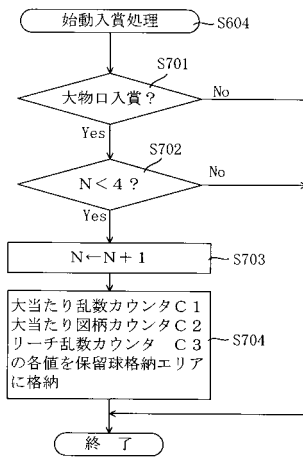 始動入賞処理
S604
S701
大物口入賞？
No
Yes
S702
N＜4？
No
Yes
N←N＋1
S703
大当たり乱数カウンタＣ１
大当たり図柄カウンタＣ２
リーチ乱数カウンタ　Ｃ３
の各値を保留球格納エリア
に格納
S704
終　了